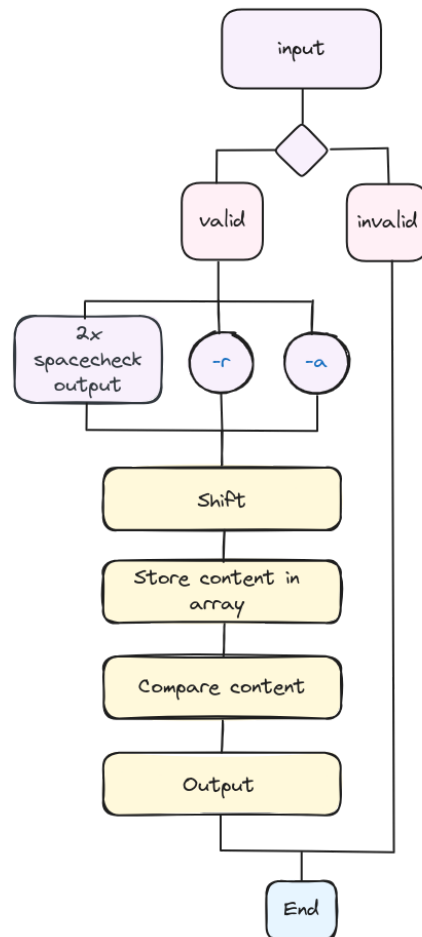 input
valid
invalid
2x
spacecheck
output
-r
-a
Shift
Store content in
array
Compare content
Output
End